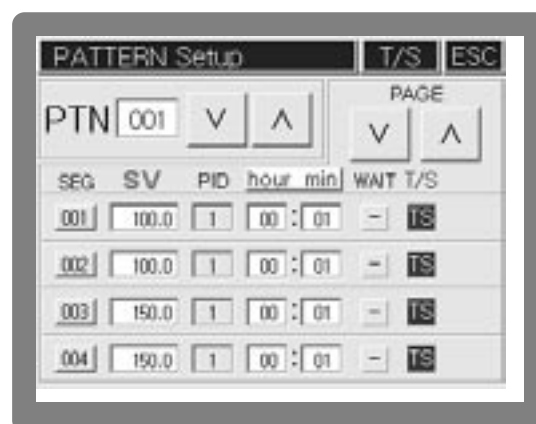 PATTERN Setup T/S ESC
PTN 001 V Λ PAGE V Λ
SEG SV PID hour min WAIT T/S
001 100.0 1 00 : 01 - TS
002 100.0 1 00 : 01 - TS
003 150.0 1 00 : 01 - TS
004 150.0 1 00 : 01 - TS